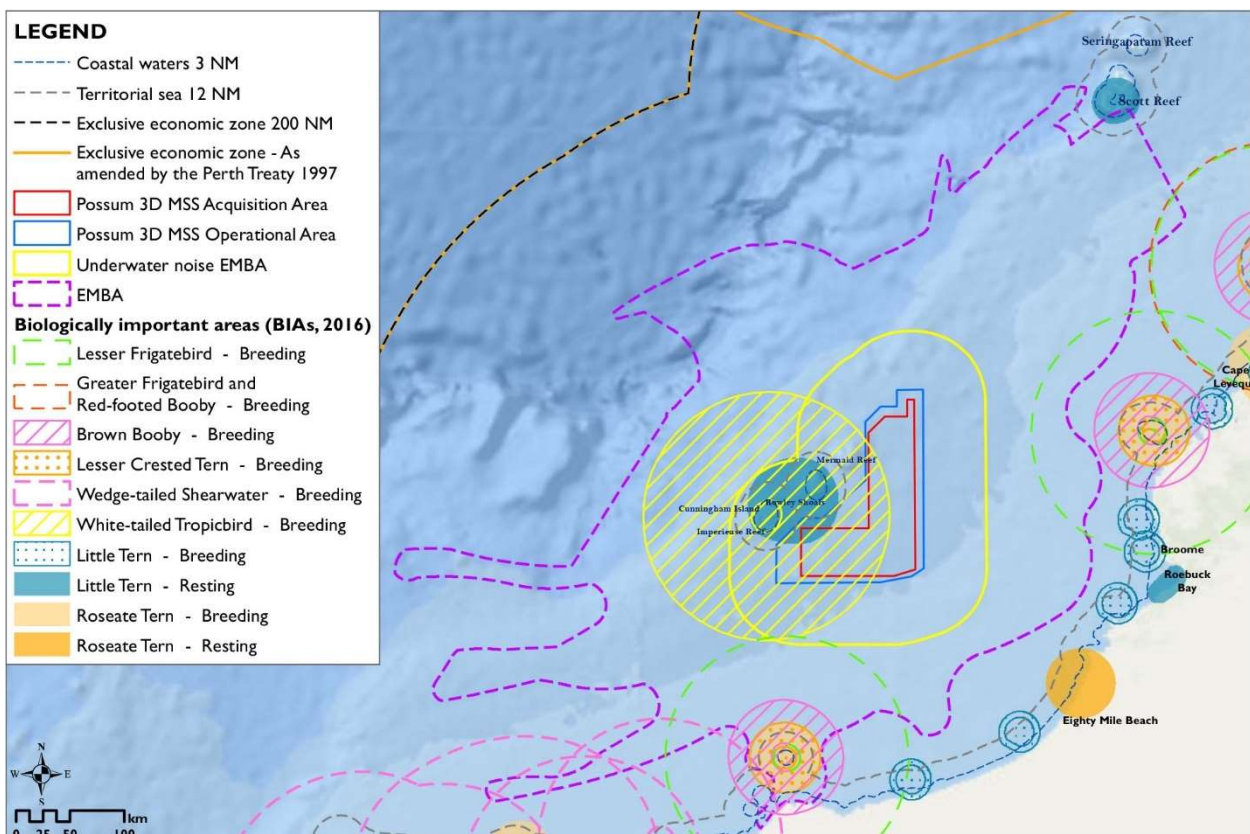 LEGEND
Coastal waters 3 NM
Territorial sea 12 NM
Exclusive economic zone 200 NM
Exclusive economic zone - As
amended by the Perth Treaty 1997
Possum 3D MSS Acquisition Area
Possum 3D MSS Operational Area
Underwater noise EMBA
EMBA
Biologically important areas (BIAs, 2016)
Lesser Frigatebird - Breeding
Greater Frigatebird and
Red-footed Booby - Breeding
Brown Booby - Breeding
Lesser Crested Tern - Breeding
Wedge-tailed Shearwater - Breeding
White-tailed Tropicbird - Breeding
Little Tern - Breeding
Little Tern - Resting
Roseate Tern - Breeding
Roseate Tern - Resting
N
W E
S
km
0 25 50 100
Seringapatam Reef
Scott Reef
Cape
Levequ
Mermaid Reef
Rowley Shoals
Cunningham Island
Imperieuse Reef
Broome
Roebuck
Bay
Eighty Mile Beach